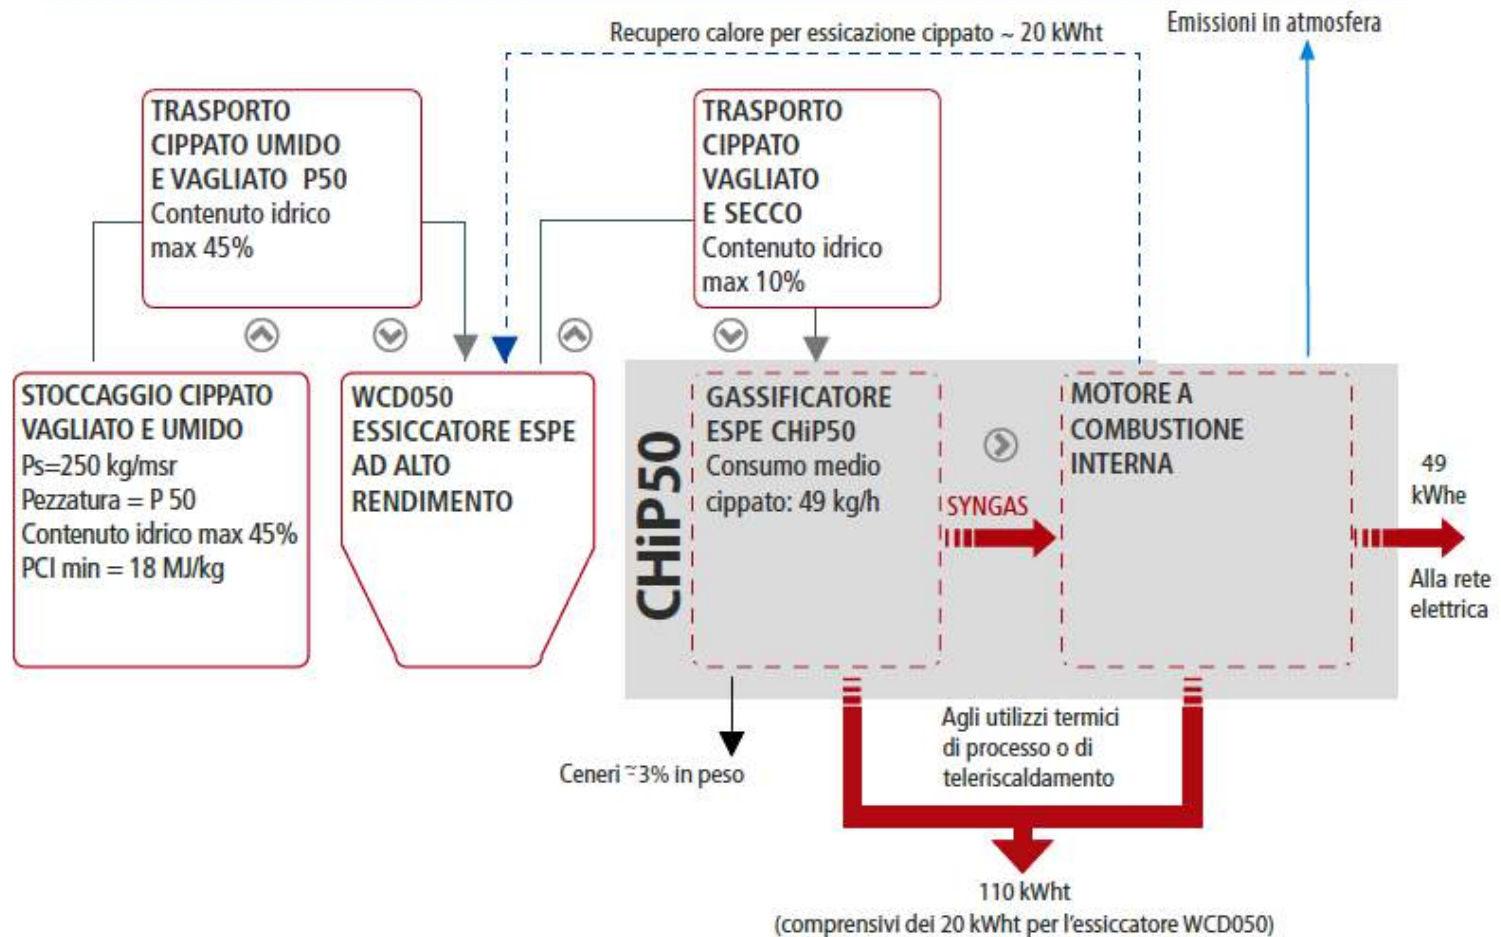 Recupero calore per essicazione cippato ~ 20 kWht
Emissioni in atmosfera
TRASPORTO
CIPPATO UMIDO
E VAGLIATO P50
Contenuto idrico
max 45%
TRASPORTO
CIPPATO
VAGLIATO
E SECCO
Contenuto idrico
max 10%
STOCCAGGIO CIPPATO
VAGLIATO E UMIDO
Ps=250 kg/msr
Pezzatura = P 50
Contenuto idrico max 45%
PCI min = 18 MJ/kg
WCD050
ESSICCATORE ESPE
AD ALTO
RENDIMENTO
CHiP50
GASSIFICATORE
ESPE CHiP50
Consumo medio
cippato: 49 kg/h
SYNGAS
MOTORE A
COMBUSTIONE
INTERNA
49
kWhe
Alla rete
elettrica
Ceneri ~3% in peso
Agli utilizzi termici
di processo o di
teleriscaldamento
110 kWht
(comprensivi dei 20 kWht per l'essiccatore WCD050)